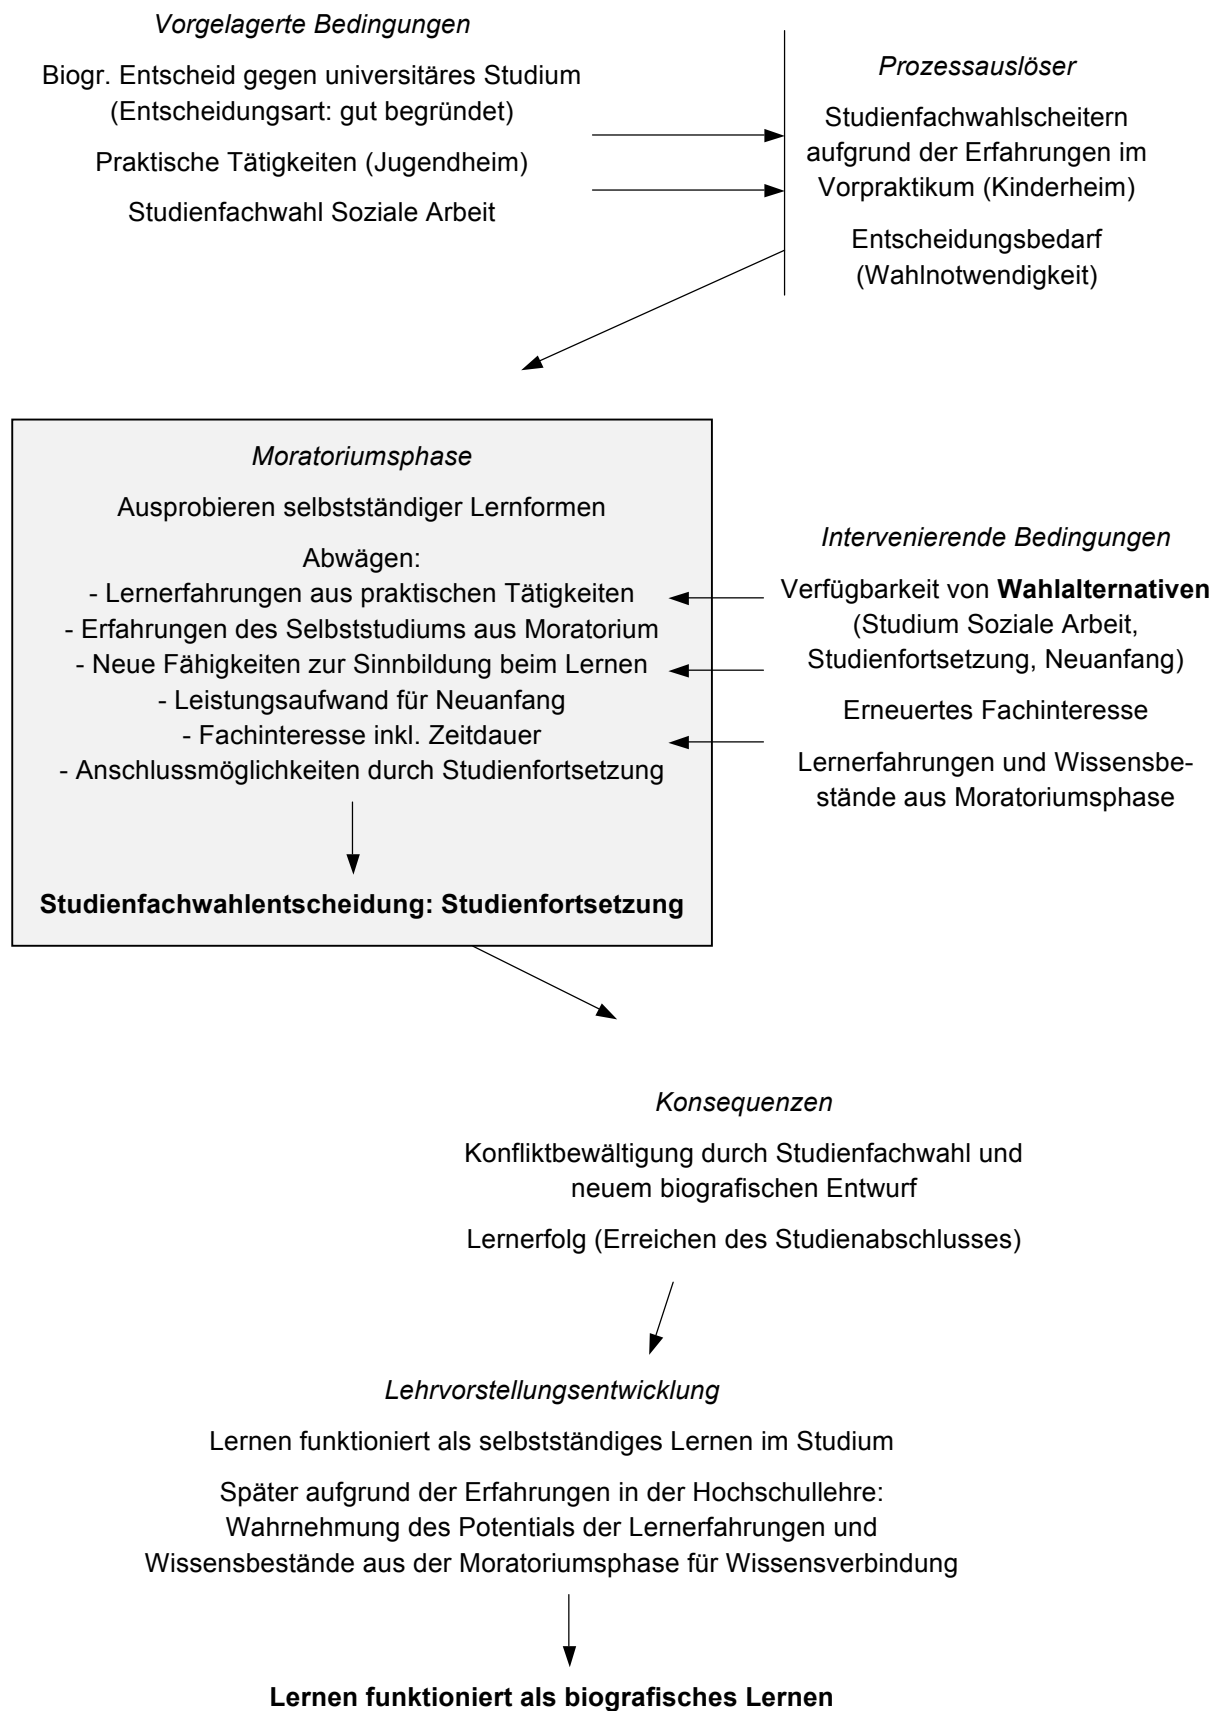 Vorgelagerte Bedingungen
Biogr. Entscheid gegen universitäres Studium
(Entscheidungsart: gut begründet)
Praktische Tätigkeiten (Jugendheim)
Studienfachwahl Soziale Arbeit
Prozessauslöser
Studienfachwahlscheitern
aufgrund der Erfahrungen im
Vorpraktikum (Kinderheim)
Entscheidungsbedarf
(Wahlnotwendigkeit)
Moratoriumsphase
Ausprobieren selbstständiger Lernformen
Abwägen:
- Lernerfahrungen aus praktischen Tätigkeiten
- Erfahrungen des Selbststudiums aus Moratorium
- Neue Fähigkeiten zur Sinnbildung beim Lernen
- Leistungsaufwand für Neuanfang
- Fachinteresse inkl. Zeitdauer
- Anschlussmöglichkeiten durch Studienfortsetzung
Studienfachwahlentscheidung: Studienfortsetzung
Intervenierende Bedingungen
Verfügbarkeit von Wahlalternativen
(Studium Soziale Arbeit,
Studienfortsetzung, Neuanfang)
Erneuertes Fachinteresse
Lernerfahrungen und Wissensbe-
stände aus Moratoriumsphase
Konsequenzen
Konfliktbewältigung durch Studienfachwahl und
neuem biografischen Entwurf
Lernerfolg (Erreichen des Studienabschlusses)
Lehrvorstellungsentwicklung
Lernen funktioniert als selbstständiges Lernen im Studium
Später aufgrund der Erfahrungen in der Hochschullehre:
Wahrnehmung des Potentials der Lernerfahrungen und
Wissensbestände aus der Moratoriumsphase für Wissensverbindung
Lernen funktioniert als biografisches Lernen